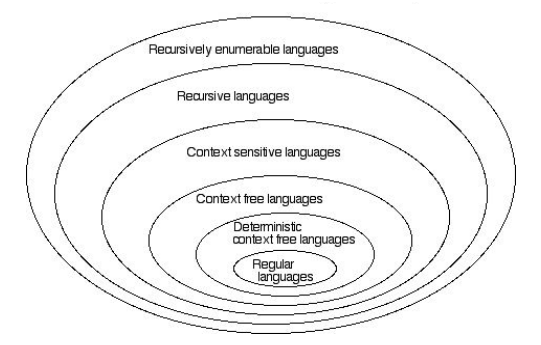 Recursively enumerable languages
Recursive languages
Context sensitive languages
Context free languages
Deterministic
context free languages
Regular
languages